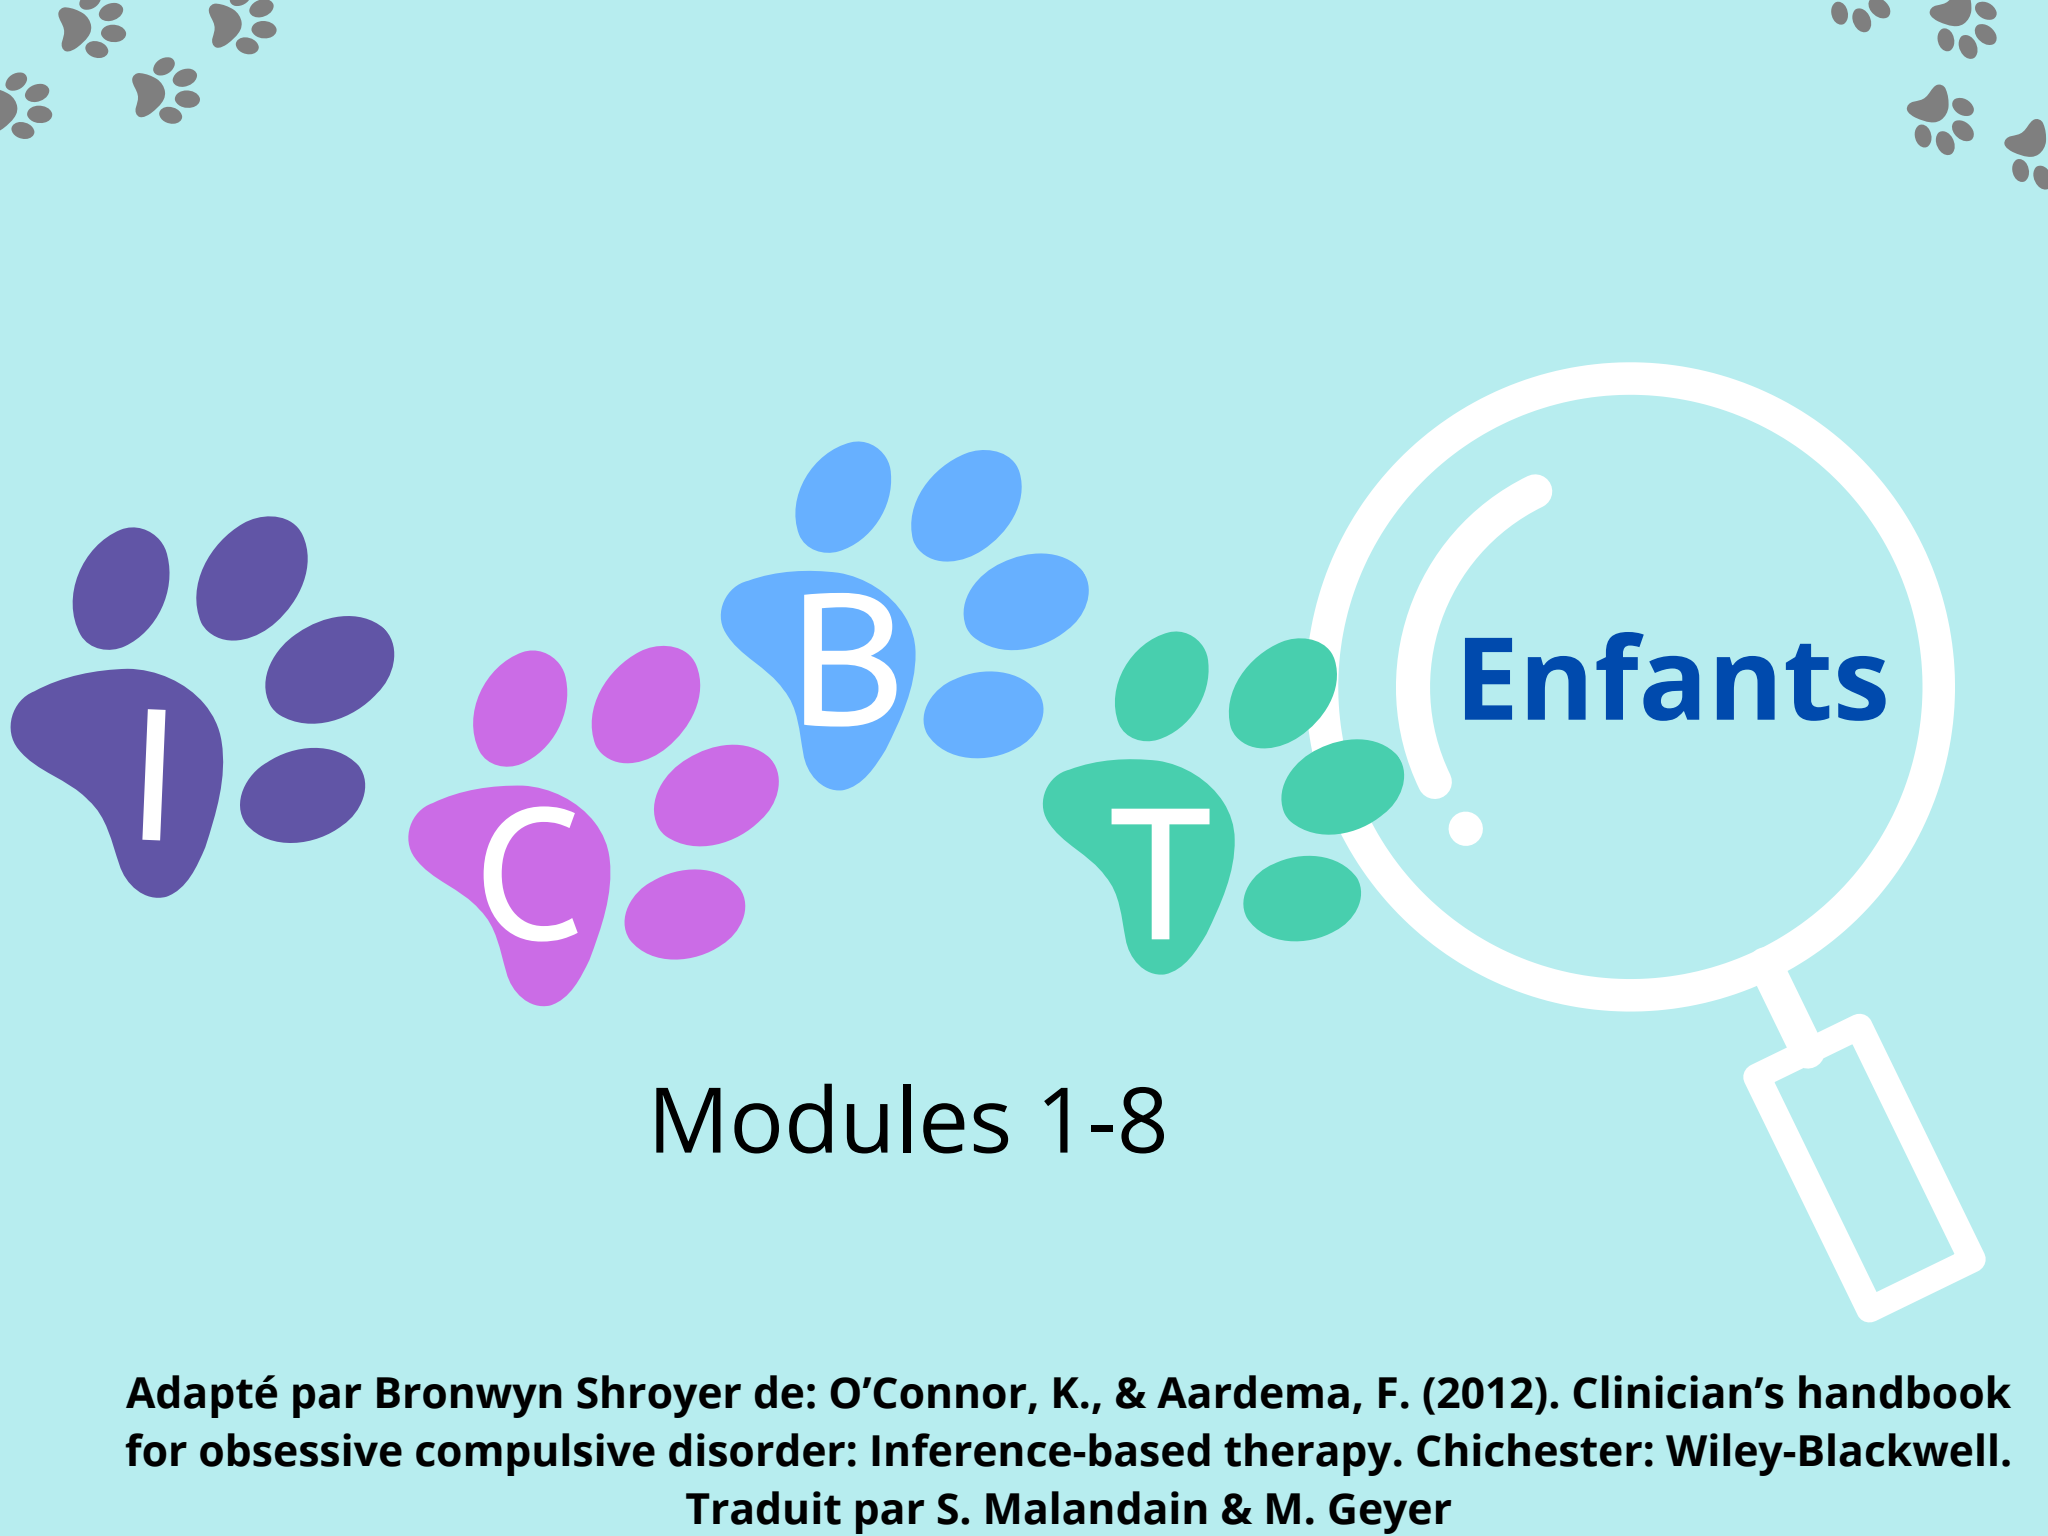 I C B T
Enfants
Modules 1-8
Adapté par Bronwyn Shroyer de: O’Connor, K., & Aardema, F. (2012). Clinician’s handbook
for obsessive compulsive disorder: Inference-based therapy. Chichester: Wiley-Blackwell.
Traduit par S. Malandain & M. Geyer